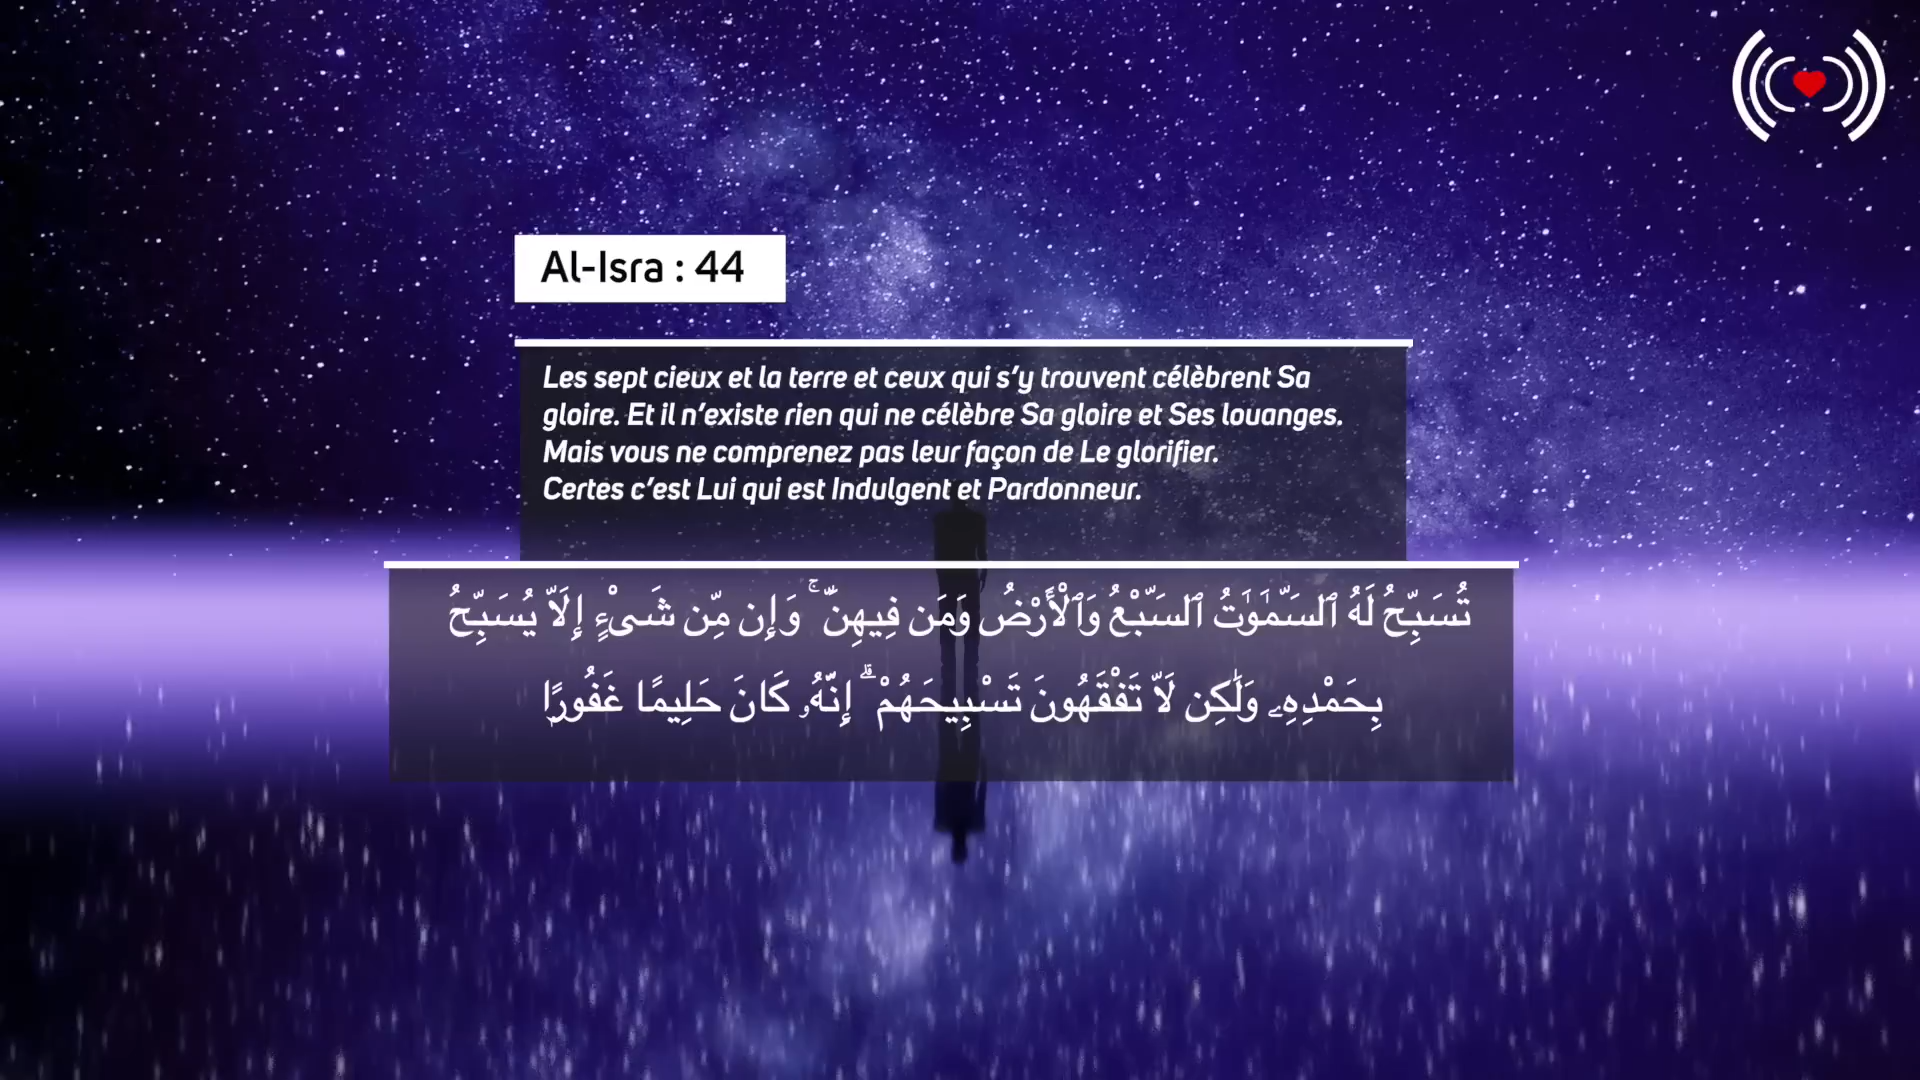 Al-Isra : 44
Les sept cieux et la terre et ceux qui s’y trouvent célèbrent Sa
gloire. Et il n’existe rien qui ne célèbre Sa gloire et Ses louanges.
Mais vous ne comprenez pas leur façon de Le glorifier.
Certes c’est Lui qui est Indulgent et Pardonneur.
تُسَبِّحُ لَهُ ٱلسَّمَٰوَٰتُ ٱلسَّبْعُ وَٱلْأَرْضُ وَمَن فِيهِنَّ ۚ وَإِن مِّن شَىْءٍ إِلَّا يُسَبِّحُ
بِحَمْدِهِۦ وَلَٰكِن لَّا تَفْقَهُونَ تَسْبِيحَهُمْ ۗ إِنَّهُۥ كَانَ حَلِيمًا غَفُورًۭا